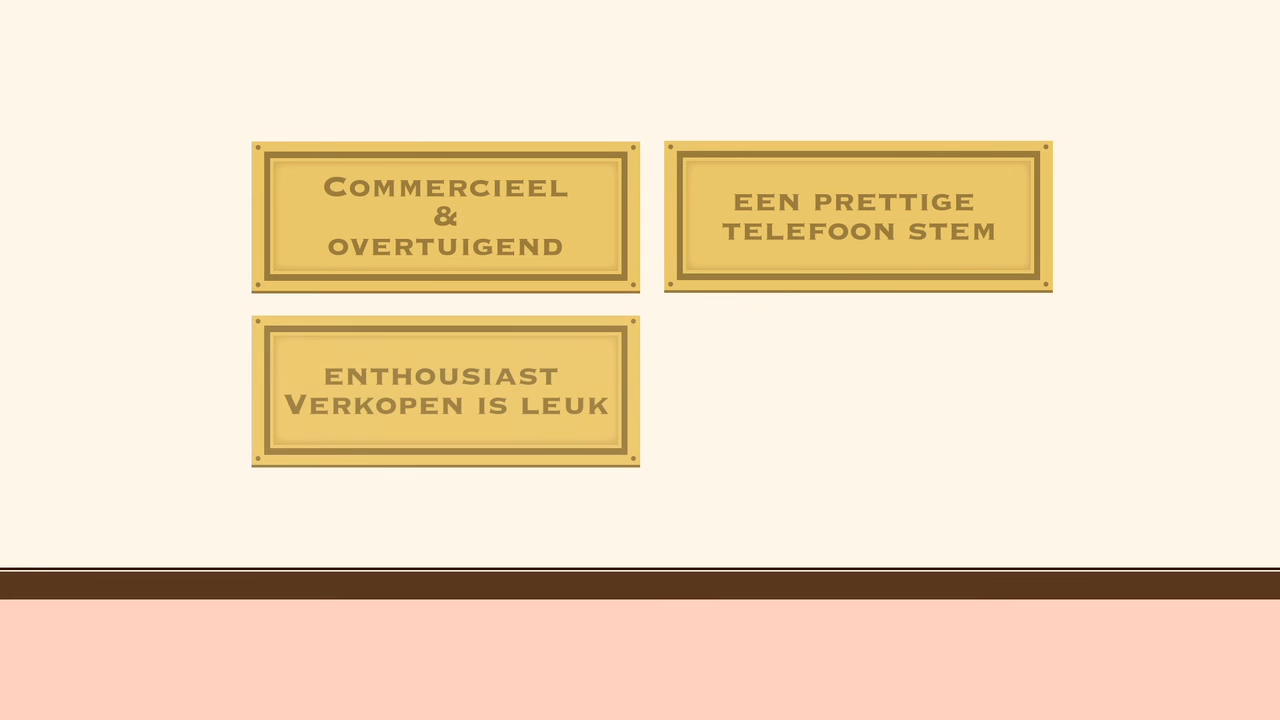 Commercieel
&
overtuigend
een prettige
telefoon stem
enthousiast
Verkopen is leuk